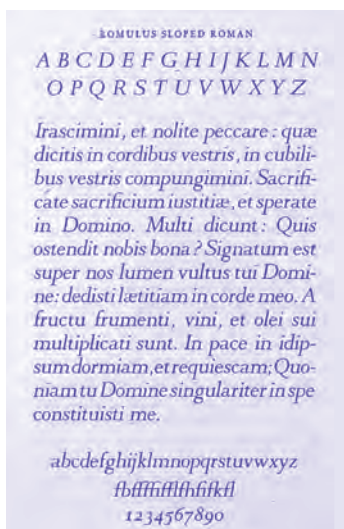 ROMULUS SLOPED ROMAN
A B C D E F G H I J K L M N
O P Q R S T U V W X Y Z
Irascimini, et nolite peccare : quæ
dicitis in cordibus vestris, in cubili-
bus vestris compungimini. Sacrifi-
cate sacrificium iustitiæ, et sperate
in Domino. Multi dicunt : Quis
ostendit nobis bona ? Signatum est
super nos lumen vultus tui Domi-
ne: dedisti lætitiam in corde meo. A
fructu frumenti, vini, et olei sui
multiplicati sunt. In pace in idip-
sum dormiam, et requiescam; Quo-
niam tu Domine singulariter in spe
constituisti me.
abcdefghijklmnopqrstuvwxyz
1234567890